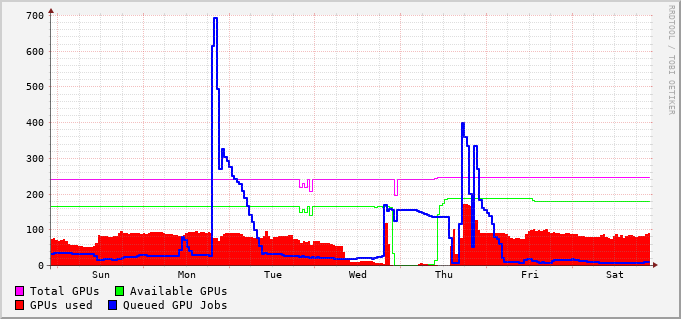 700
600
500
400
300
200
100
0
Sun Mon Tue Wed Thu Fri Sat
Total GPUs Available GPUs
GPUs used Queued GPU Jobs
RRDTOOL / TOBI OETIKER